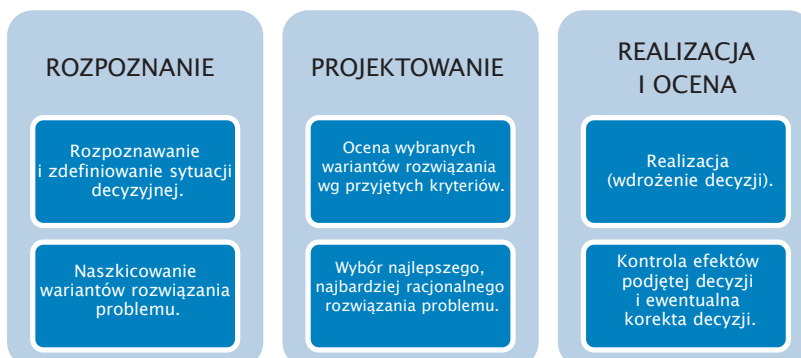 ROZPOZNANIE
Rozpoznawanie
i zdefiniowanie sytuacji
decyzyjnej.
Naszkicowanie
wariantów rozwiązania
problemu.
PROJEKTOWANIE
Ocena wybranych
wariantów rozwiązania
wg przyjętych kryteriów.
Wybór najlepszego,
najbardziej racjonalnego
rozwiązania problemu.
REALIZACJA
I OCENA
Realizacja
(wdrożenie decyzji).
Kontrola efektów
podjętej decyzji
i ewentualna
korekta decyzji.